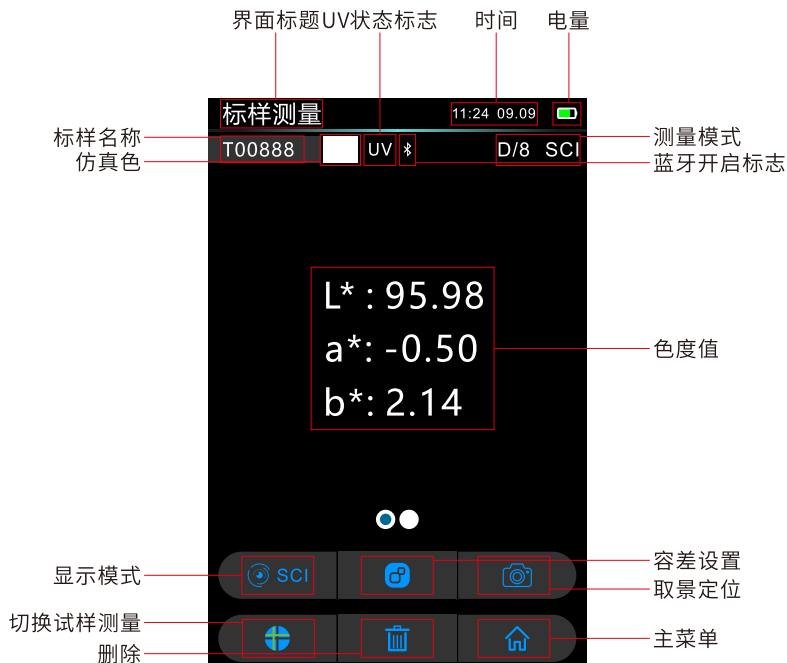 界面标题UV状态标志 时间 电量
标样测量 11:24 09.09
标样名称 测量模式
T00888 UV D/8 SCI
仿真色 蓝牙开启标志
L* : 95.98
a*: -0.50
色度值
b*: 2.14
容差设置
显示模式 SCI
取景定位
切换试样测量
主菜单
删除